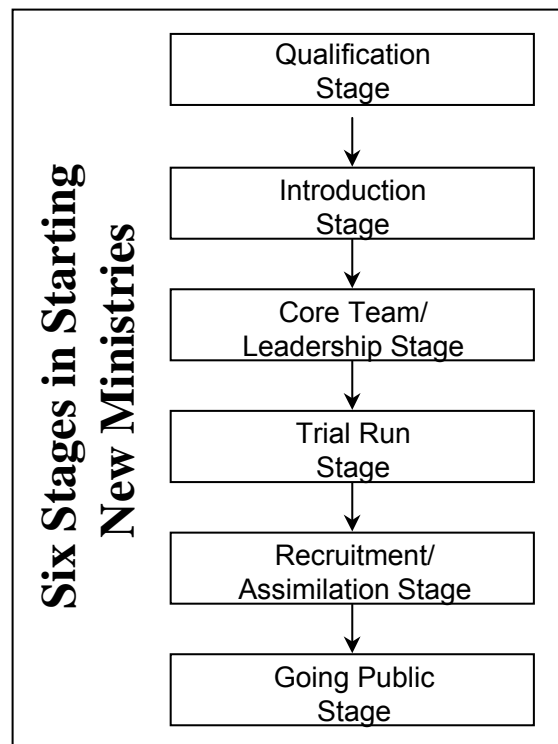 Six Stages in Starting
New Ministries
Qualification
Stage
Introduction
Stage
Core Team/
Leadership Stage
Trial Run
Stage
Recruitment/
Assimilation Stage
Going Public
Stage